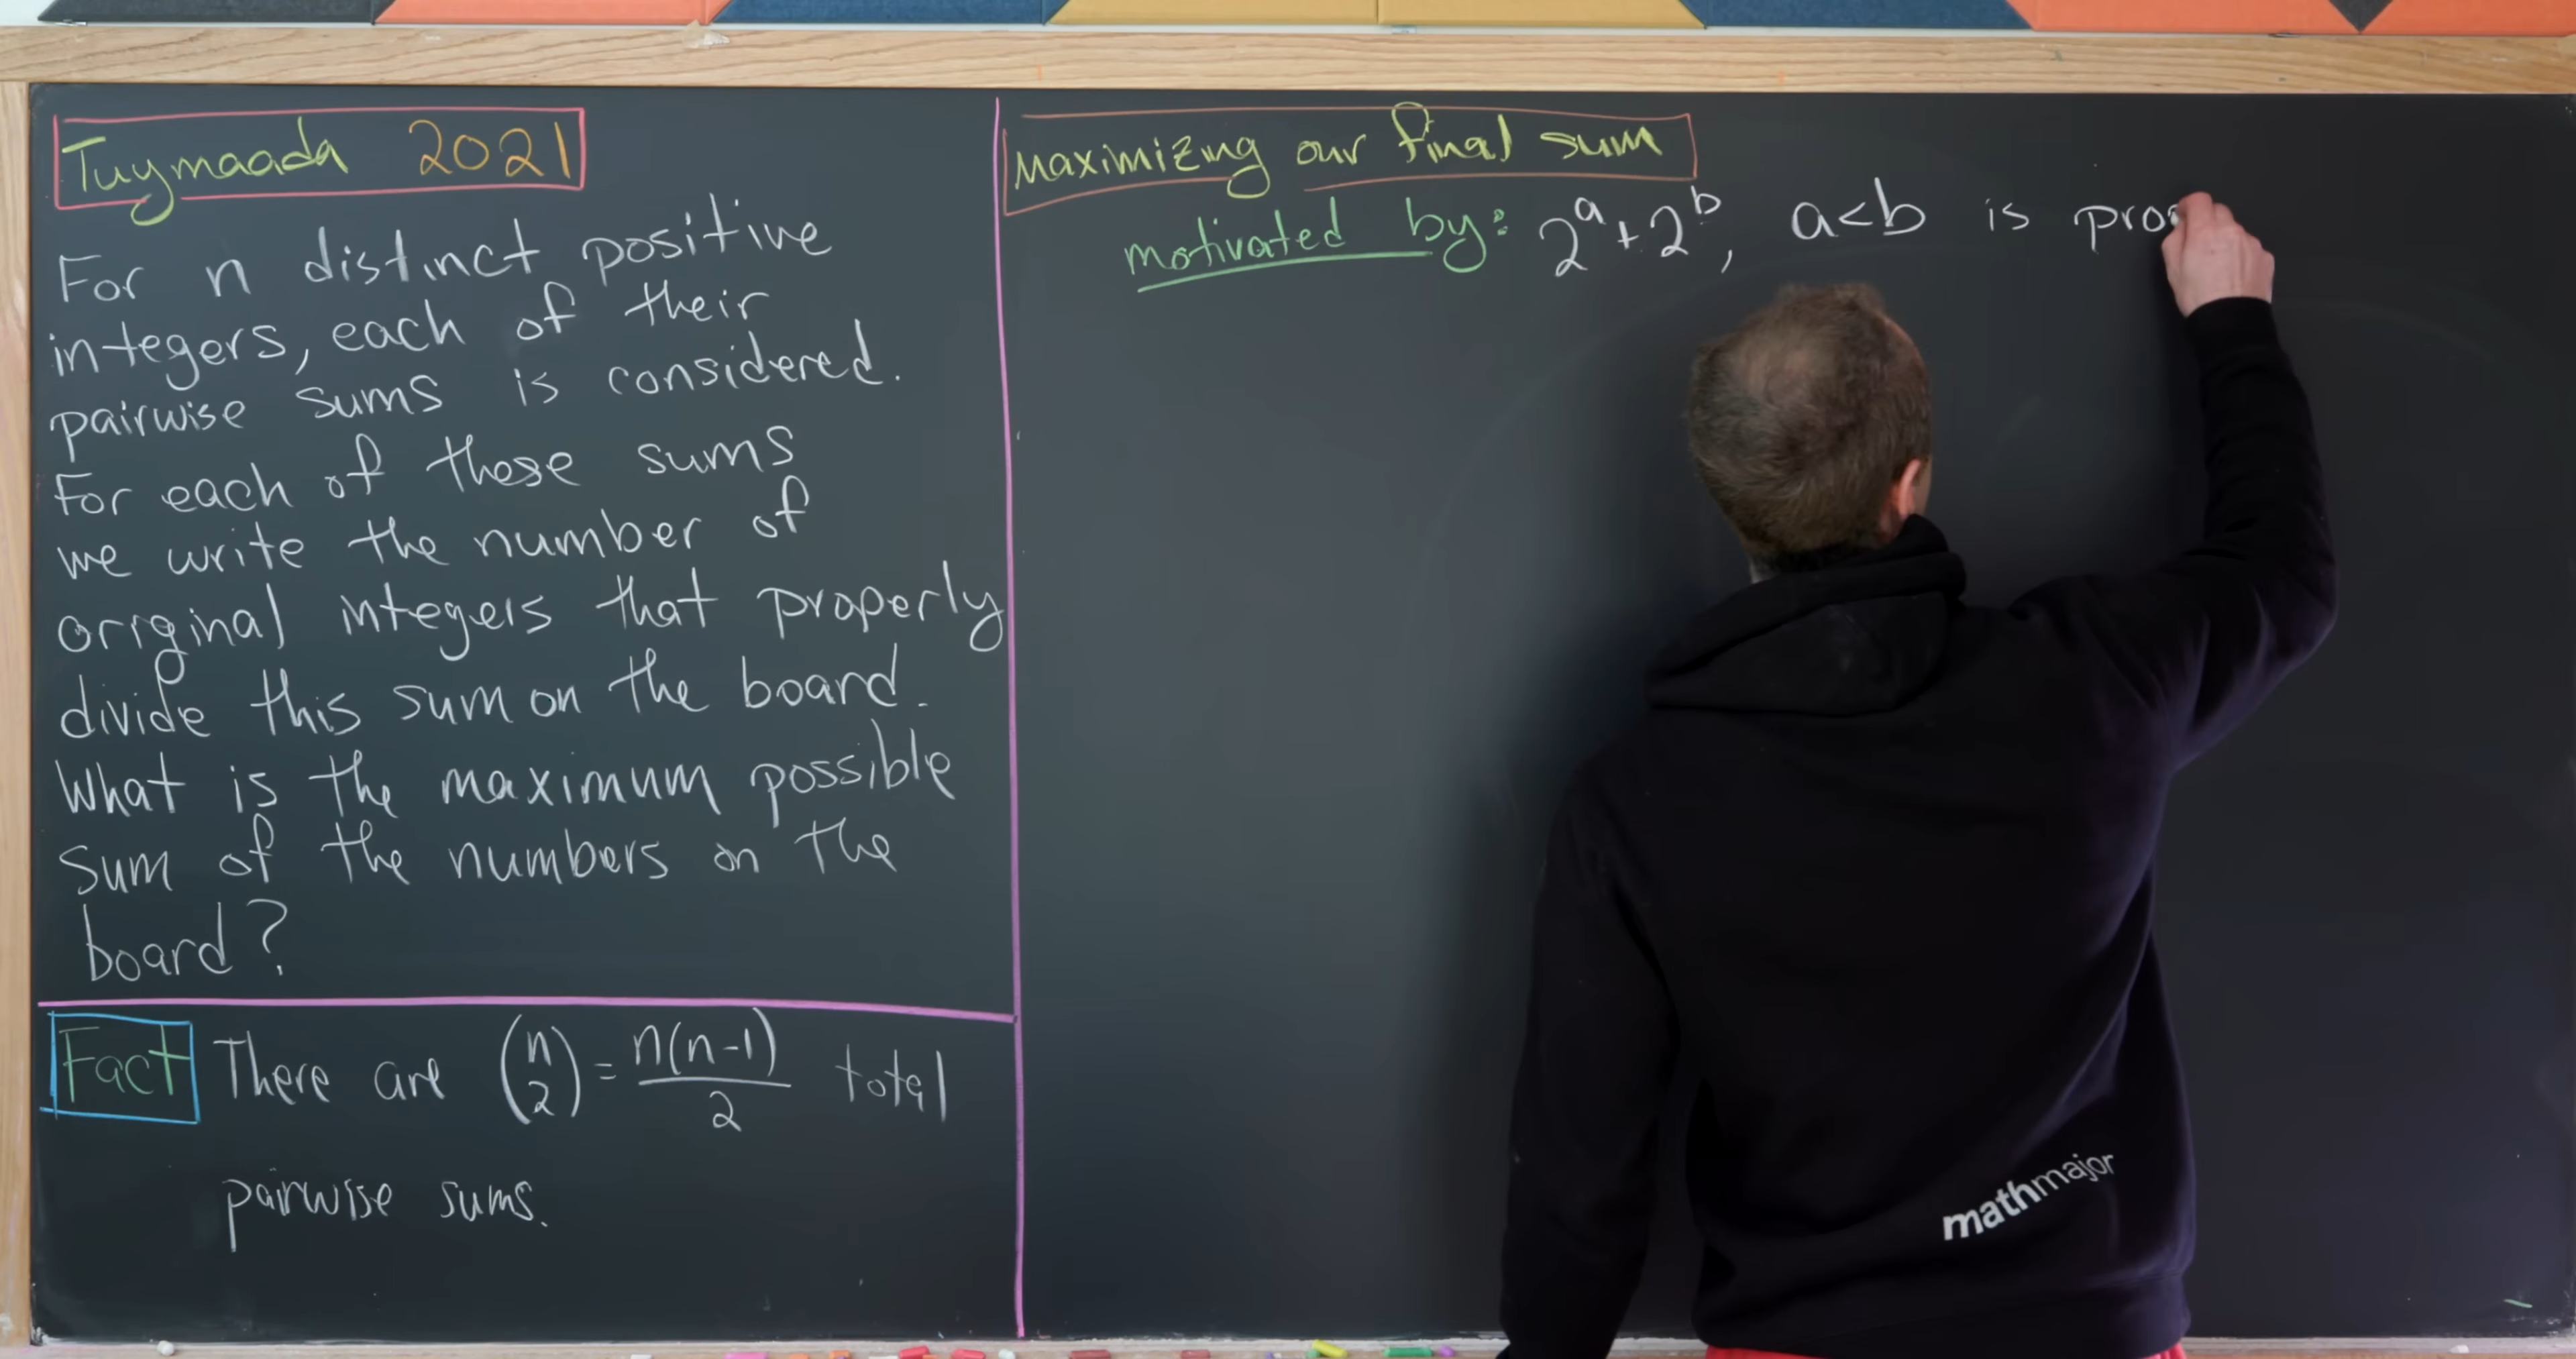 Tuymaada 2021
For n distinct positive
integers, each of their
pairwise sums is considered.
For each of these sums
we write the number of
original integers that properly
divide this sum on the board.
What is the maximum possible
sum of the numbers on the
board?
Fact There are (n 2) = n(n-1)/2 total
pairwise sums.
Maximizing our final sum
motivated by: 2^a + 2^b, a<b is prop
mathmajor